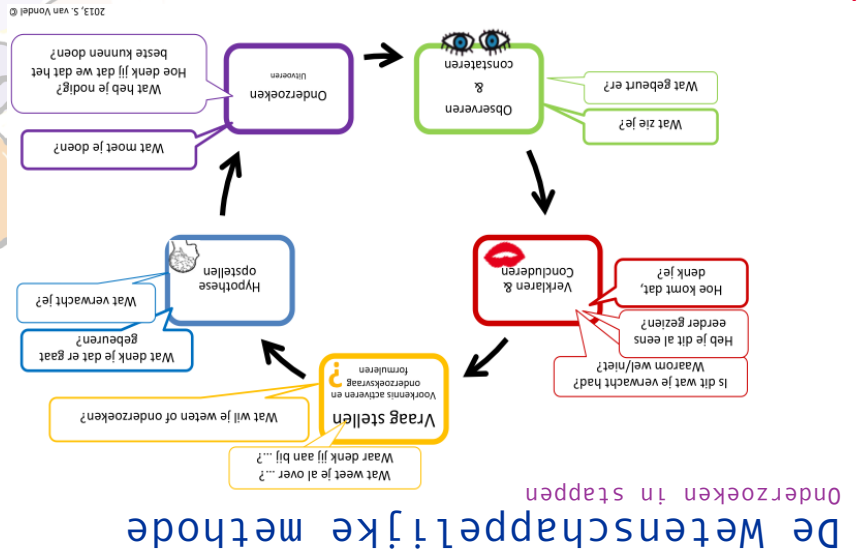 De Wetenschappelijke methode
Onderzoeken in stappen
Wat weet je al over ...?
Waar denk jij aan bij ...?
Vraag stellen
Voorkennis activeren en
onderzoeksvraag
formuleren
?
Wat wil je weten of onderzoeken?
Wat denk je dat er gaat
gebeuren?
Wat verwacht je?
Hypothese
opstellen
Wat moet je doen?
Wat heb je nodig?
Hoe denk jij dat we dat het
beste kunnen doen?
Onderzoeken
Uitvoeren
Observeren
&
constateren
Wat zie je?
Wat gebeurt er?
Verklaren &
Concluderen
Hoe komt dat,
denk je?
Heb je dit al eens
eerder gezien?
Is dit wat je verwacht had?
Waarom wel/niet?
2013, S. van Vondel ©